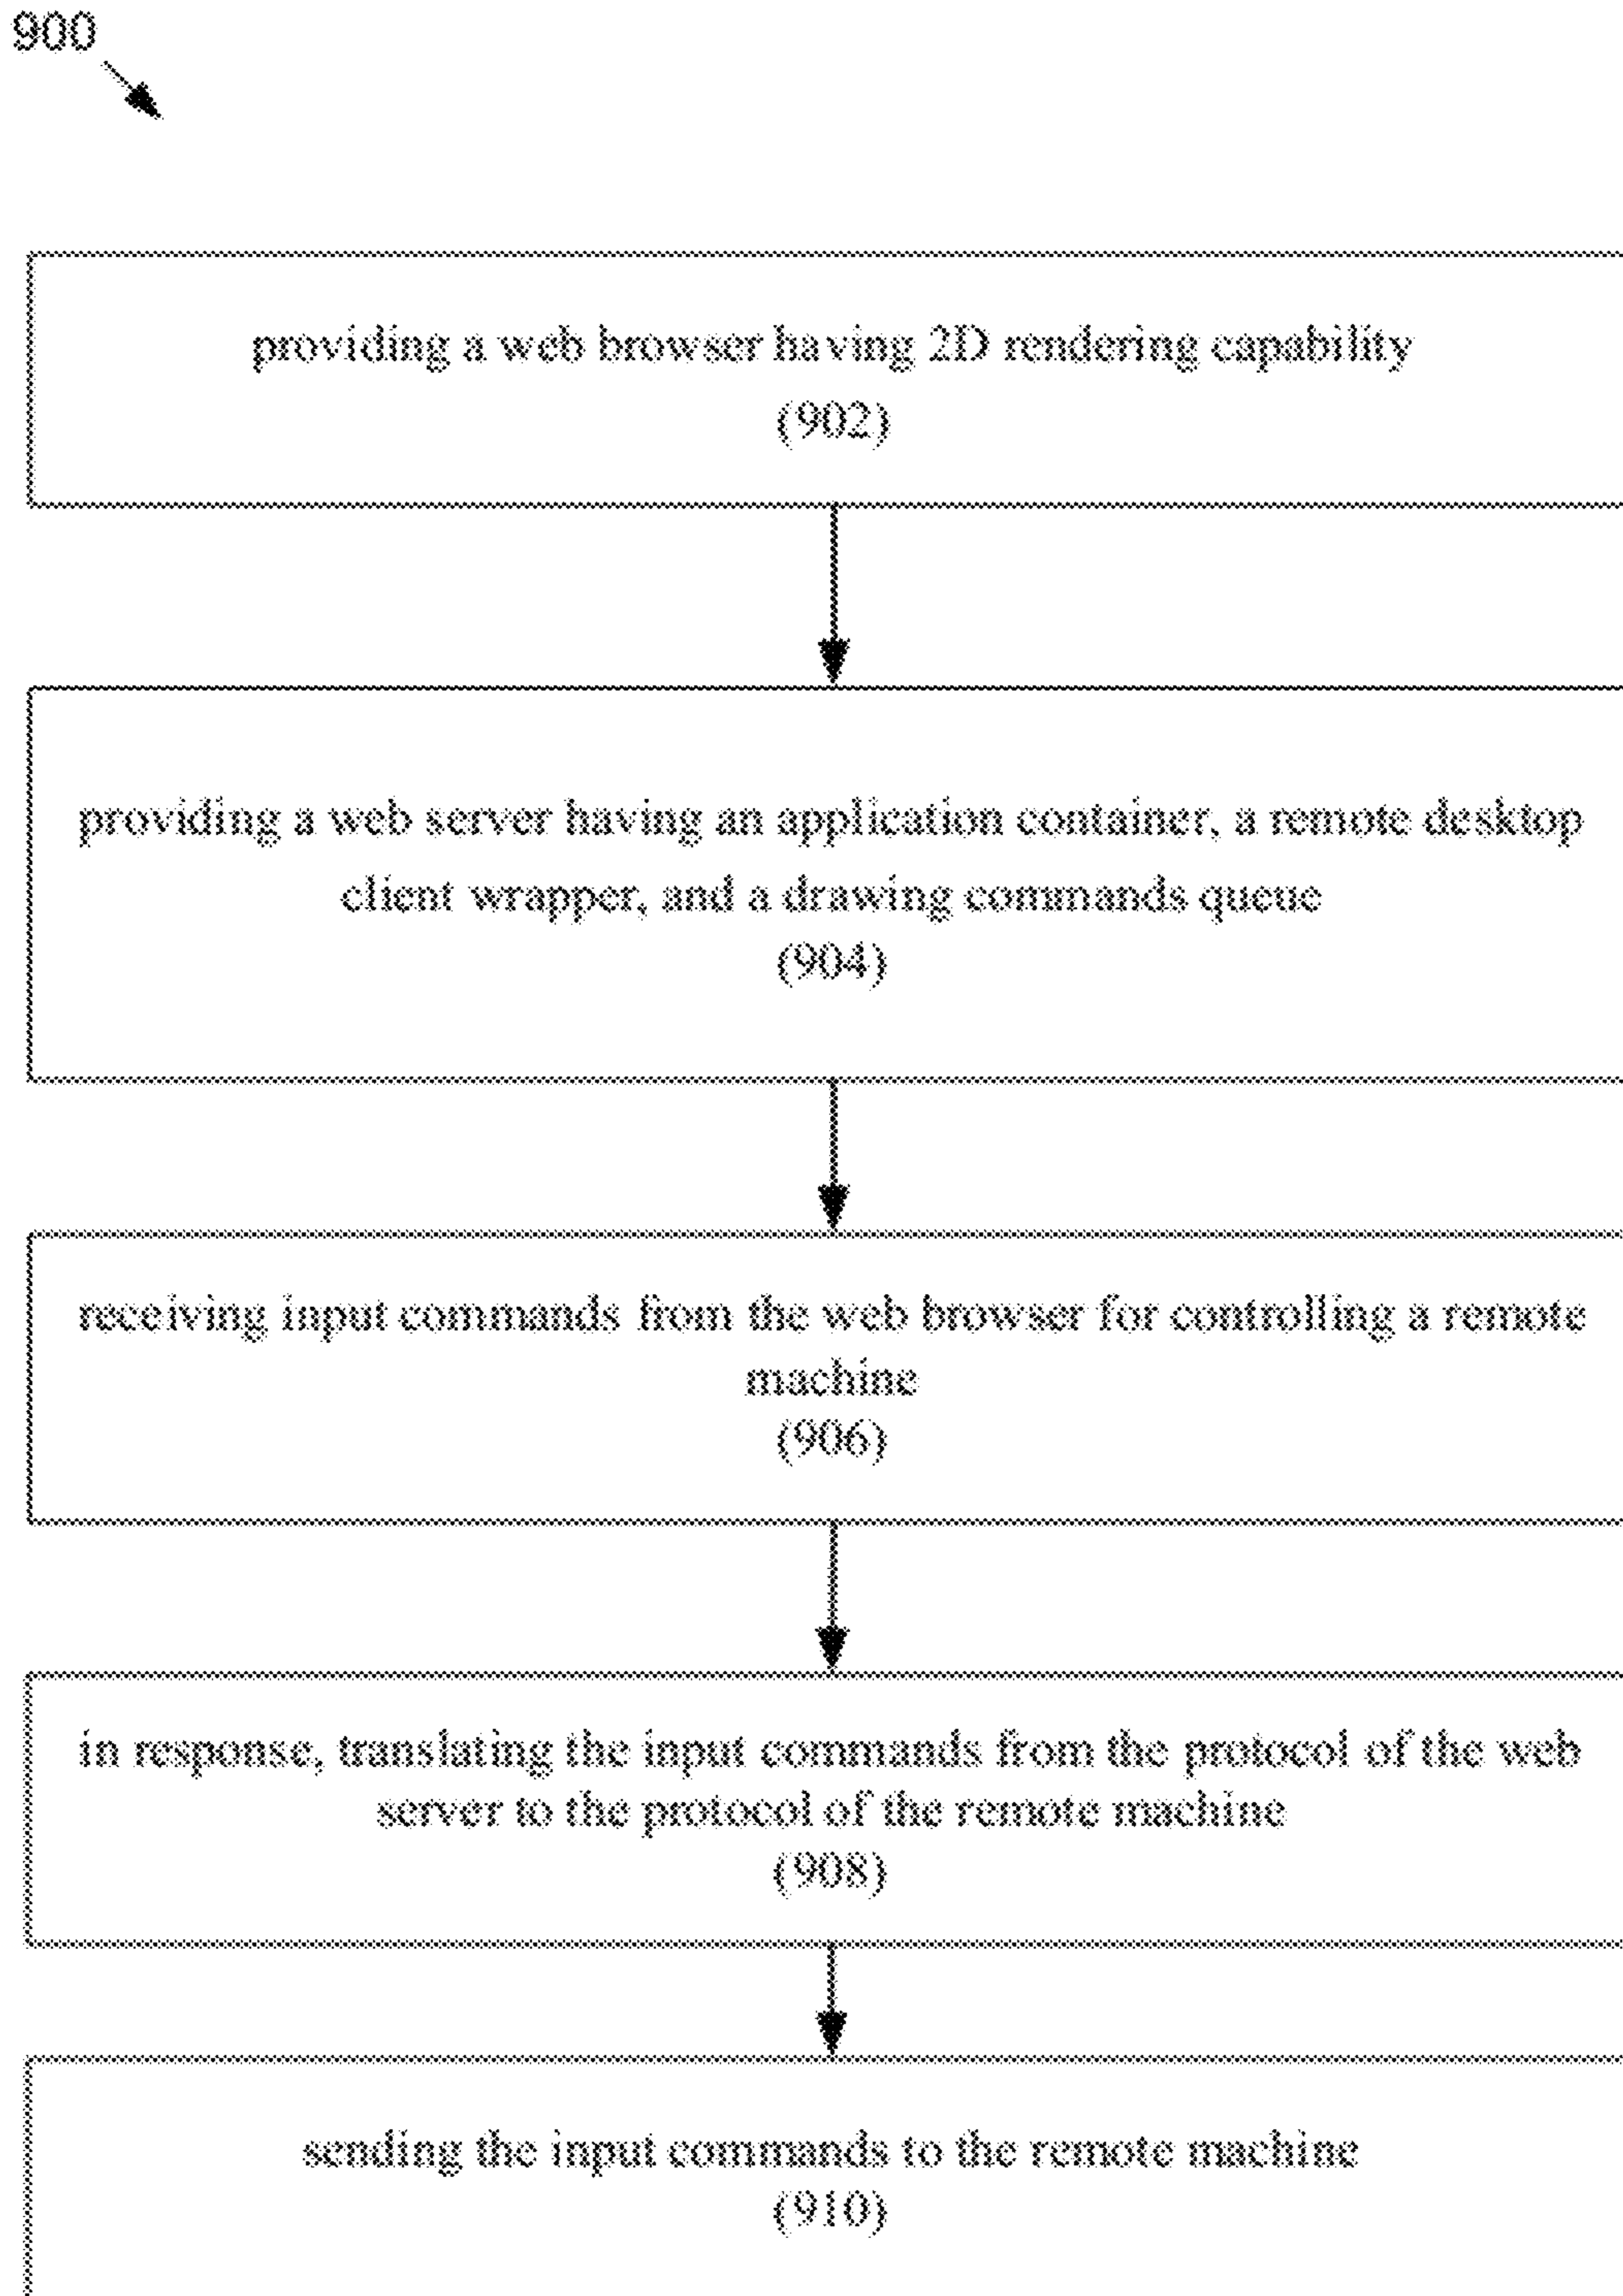 900
providing a web browser having 2D rendering capability
(902)
providing a web server having an application container, a remote desktop
client wrapper, and a drawing commands queue
(904)
receiving input commands from the web browser for controlling a remote
machine
(906)
in response, translating the input commands from the protocol of the web
server to the protocol of the remote machine
(908)
sending the input commands to the remote machine
(910)